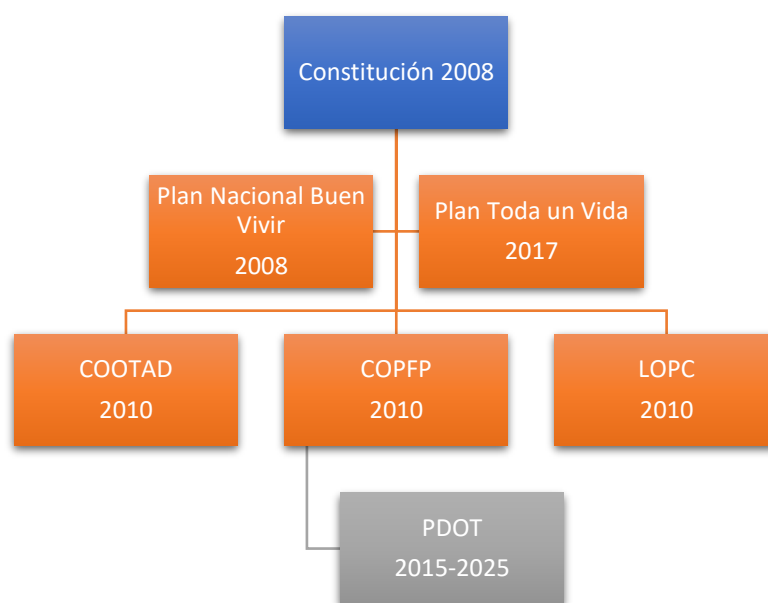 Constitución 2008
Plan Nacional Buen
Vivir
2008
Plan Toda un Vida
2017
COOTAD
2010
COPFP
2010
LOPC
2010
PDOT
2015-2025